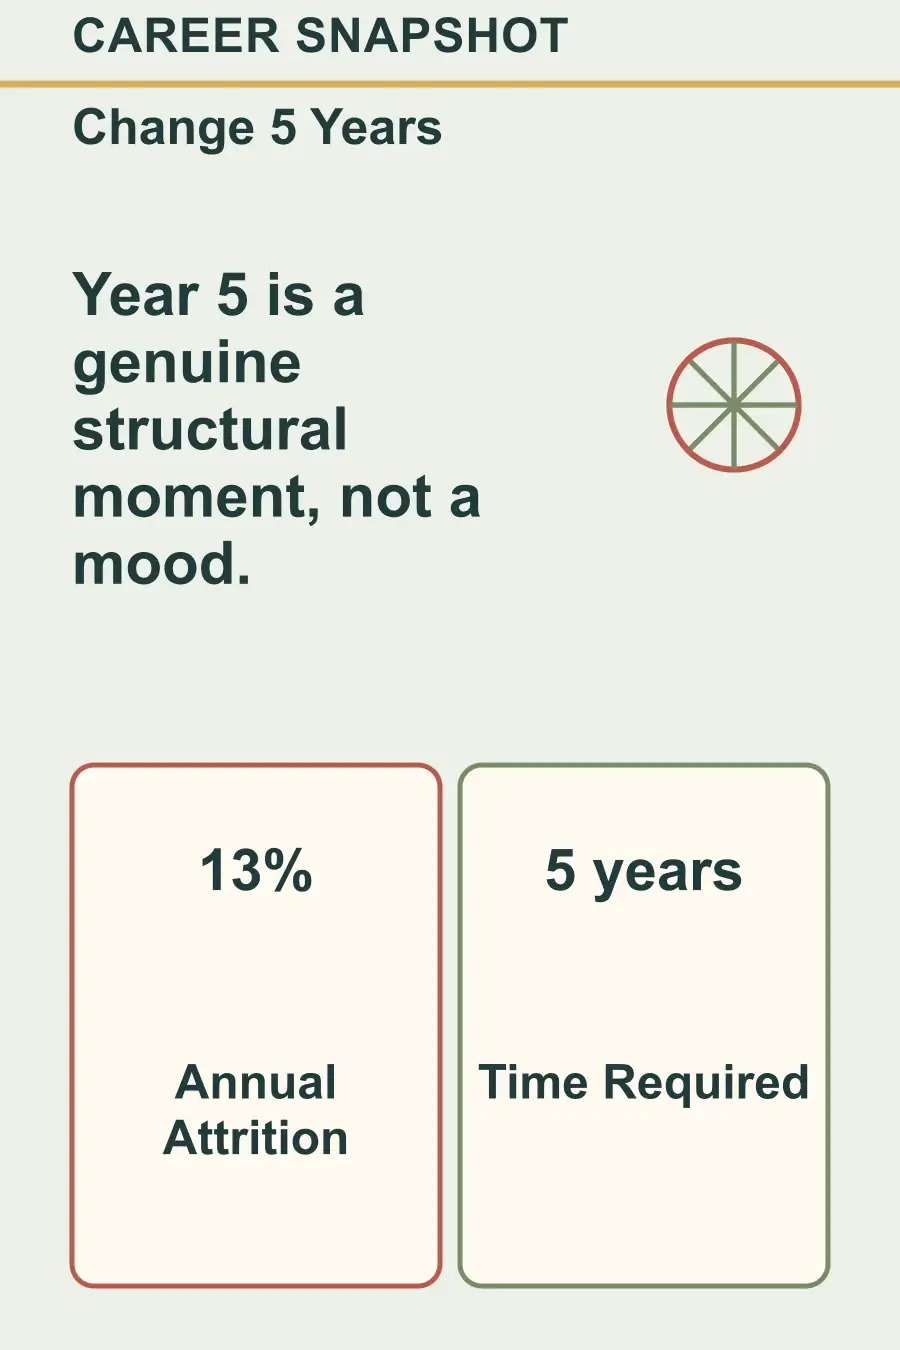 CAREER SNAPSHOT
Change 5 Years
Year 5 is a
genuine
structural
moment, not a
mood.
13%
Annual
Attrition
5 years
Time Required